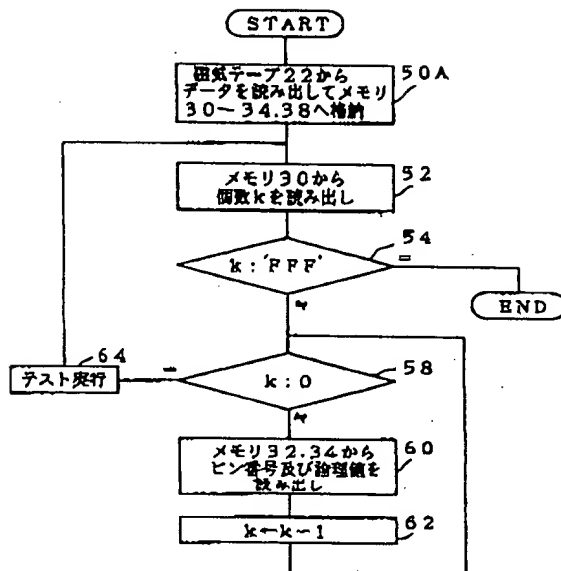 START
磁気テープ22から
データを読み出してメモリ
30〜34.38へ格納
50A
メモリ30から
個数kを読み出し
52
k:'FFF'
54
=
END
≠
k:0
58
=
64
テスト実行
≠
メモリ32.34から
ピン番号及び論理値を
読み出し
60
k←k−1
62